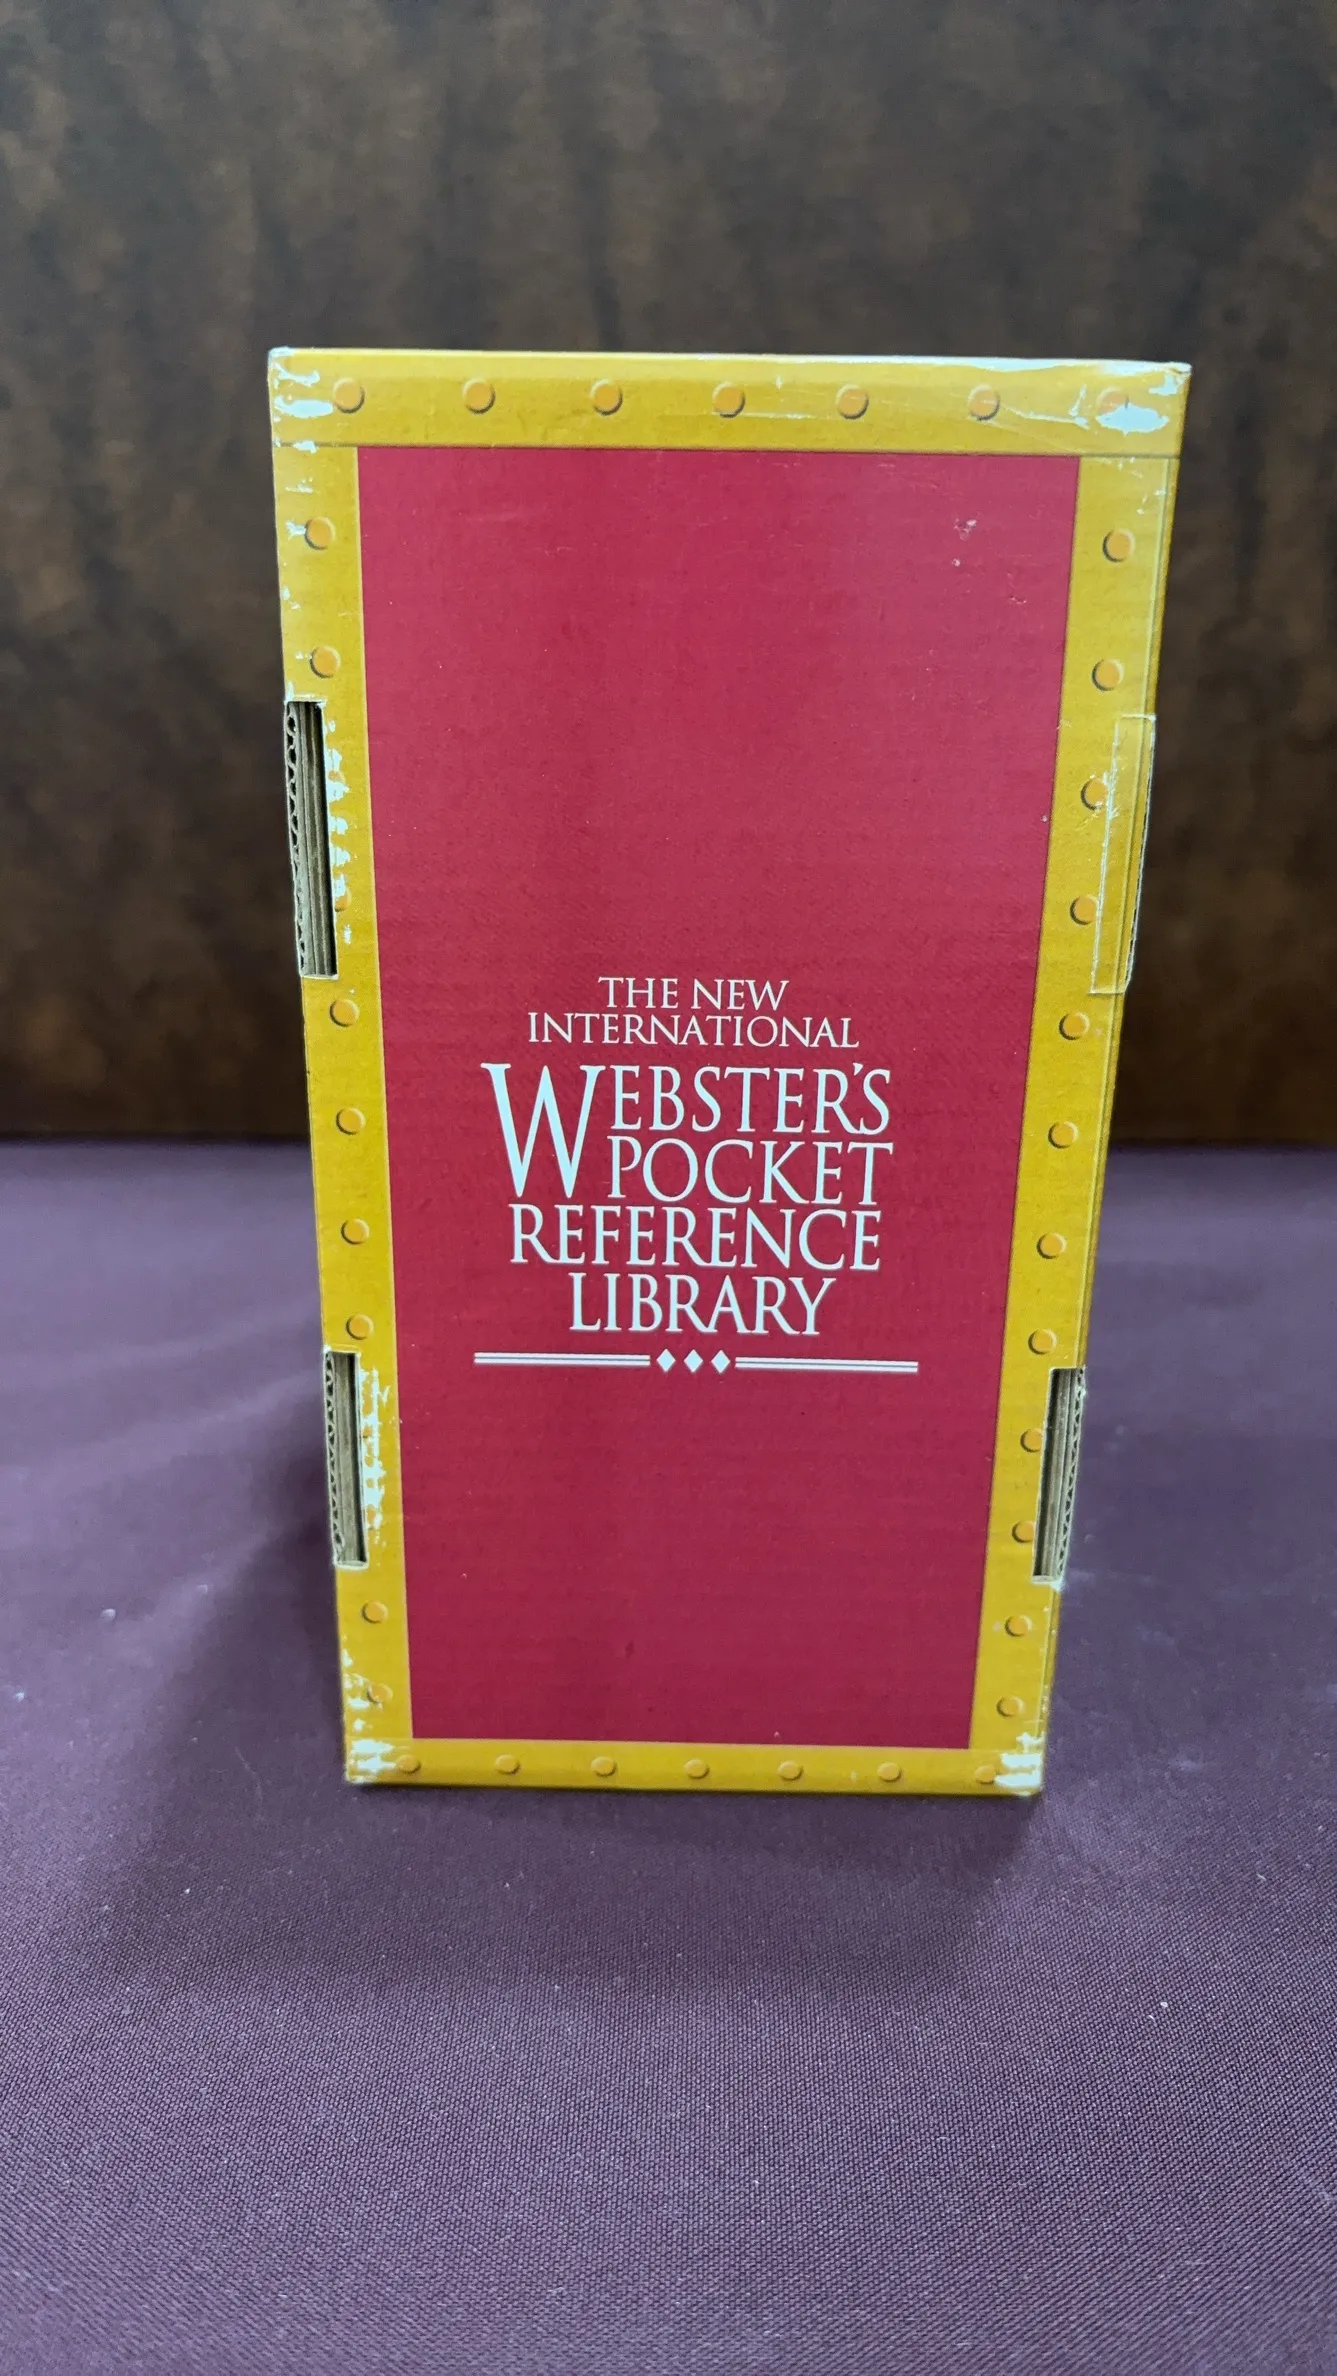 THE NEW
INTERNATIONAL
WEBSTER'S
POCKET
REFERENCE
LIBRARY